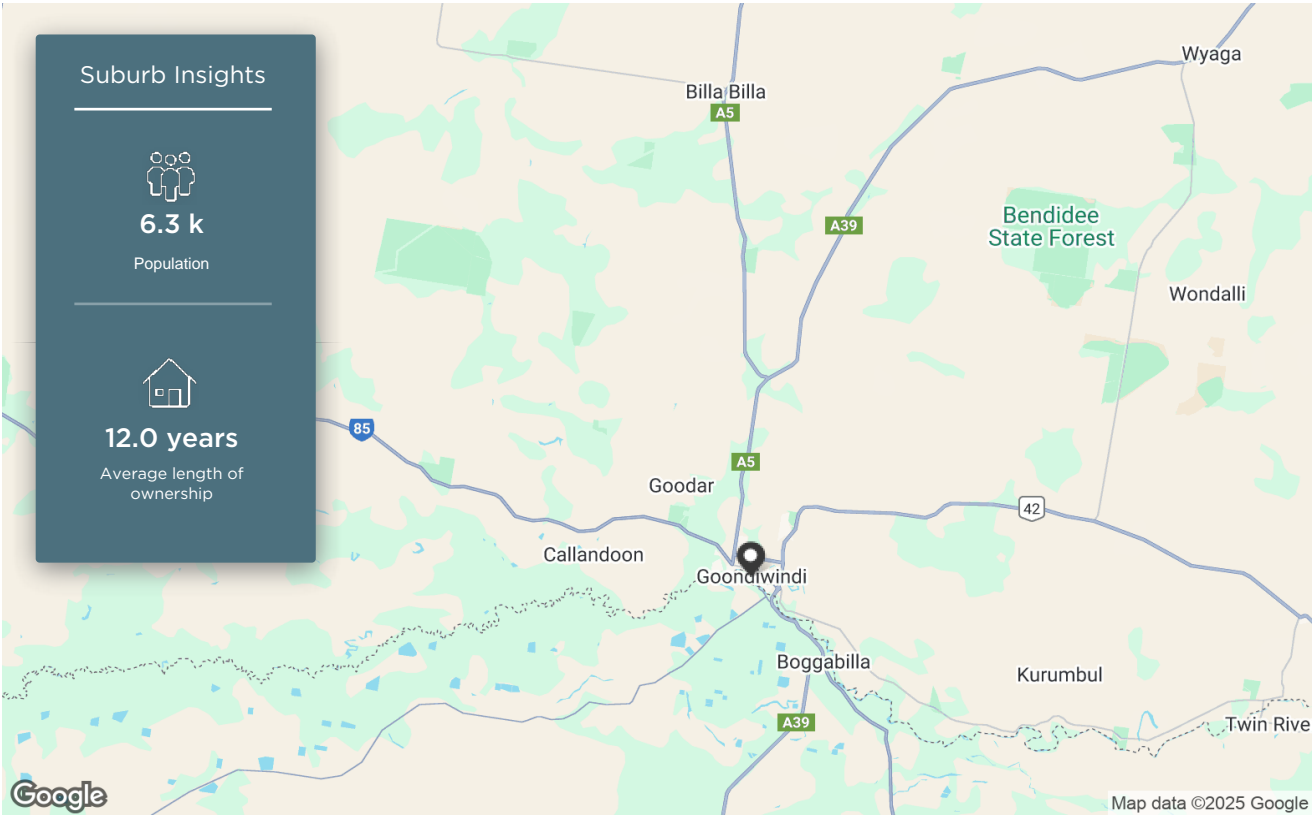 Suburb Insights
6.3 k
Population
12.0 years
Average length of
ownership
Wyaga
Billa Billa
A5
A39
Bendidee
State Forest
Wondalli
85
A5
Goodar
42
Callandoon
Goondiwindi
Boggabilla
Kurumbul
A39
Twin Rive
Google
Map data ©2025 Google